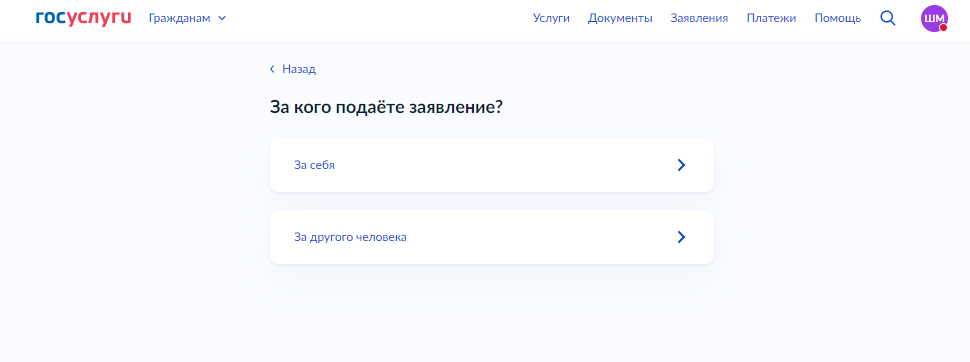 госуслуги Гражданам Услуги Документы Заявления Платежи Помощь ШМ
Назад
За кого подаёте заявление?
За себя
За другого человека